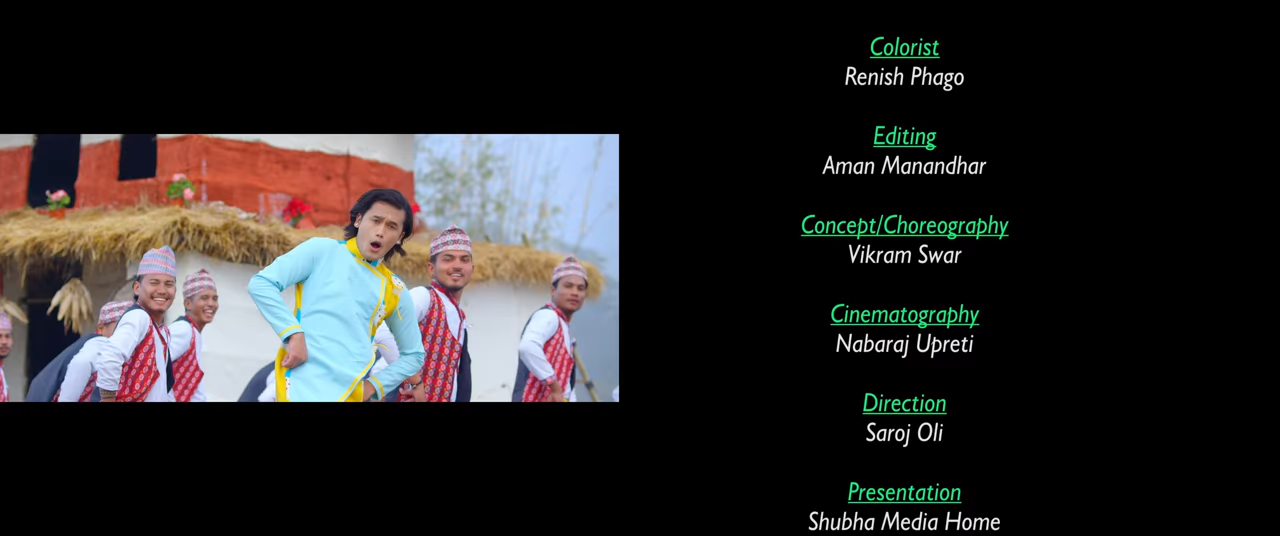 Colorist
Renish Phago
Editing
Aman Manandhar
Concept/Choreography
Vikram Swar
Cinematography
Nabaraj Upreti
Direction
Saroj Oli
Presentation
Shubha Media Home